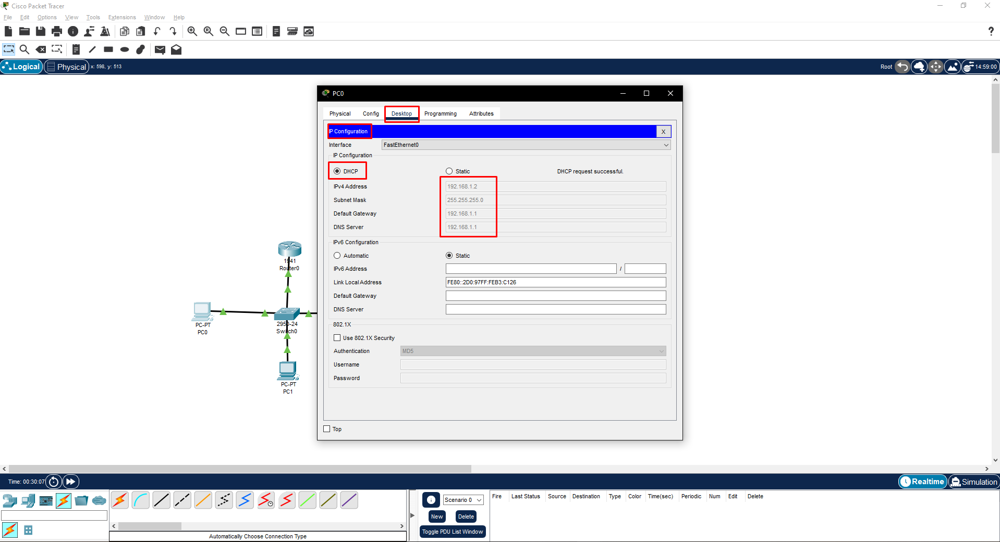 Cisco Packet Tracer
File Edit Options View Tools Extensions Window Help
Logical Physical x: 598, y: 513 Root 14:59:00
PC0
Physical Config Desktop Programming Attributes
IP Configuration X
Interface FastEthernet0
IP Configuration
DHCP Static DHCP request successful.
IPv4 Address 192.168.1.2
Subnet Mask 255.255.255.0
Default Gateway 192.168.1.1
DNS Server 192.168.1.1
IPv6 Configuration
Automatic Static
IPv6 Address /
Link Local Address FE80::2D0:97FF:FEB3:C126
Default Gateway
DNS Server
802.1X
Use 802.1X Security
Authentication MD5
Username
Password
Top
1941
Router0
PC-PT
PC0
2950-24
Switch0
PC-PT
PC1
Time: 00:30:07 Realtime Simulation
Scenario 0
New Delete
Toggle PDU List Window
Fire Last Status Source Destination Type Color Time(sec) Periodic Num Edit Delete
Automatically Choose Connection Type